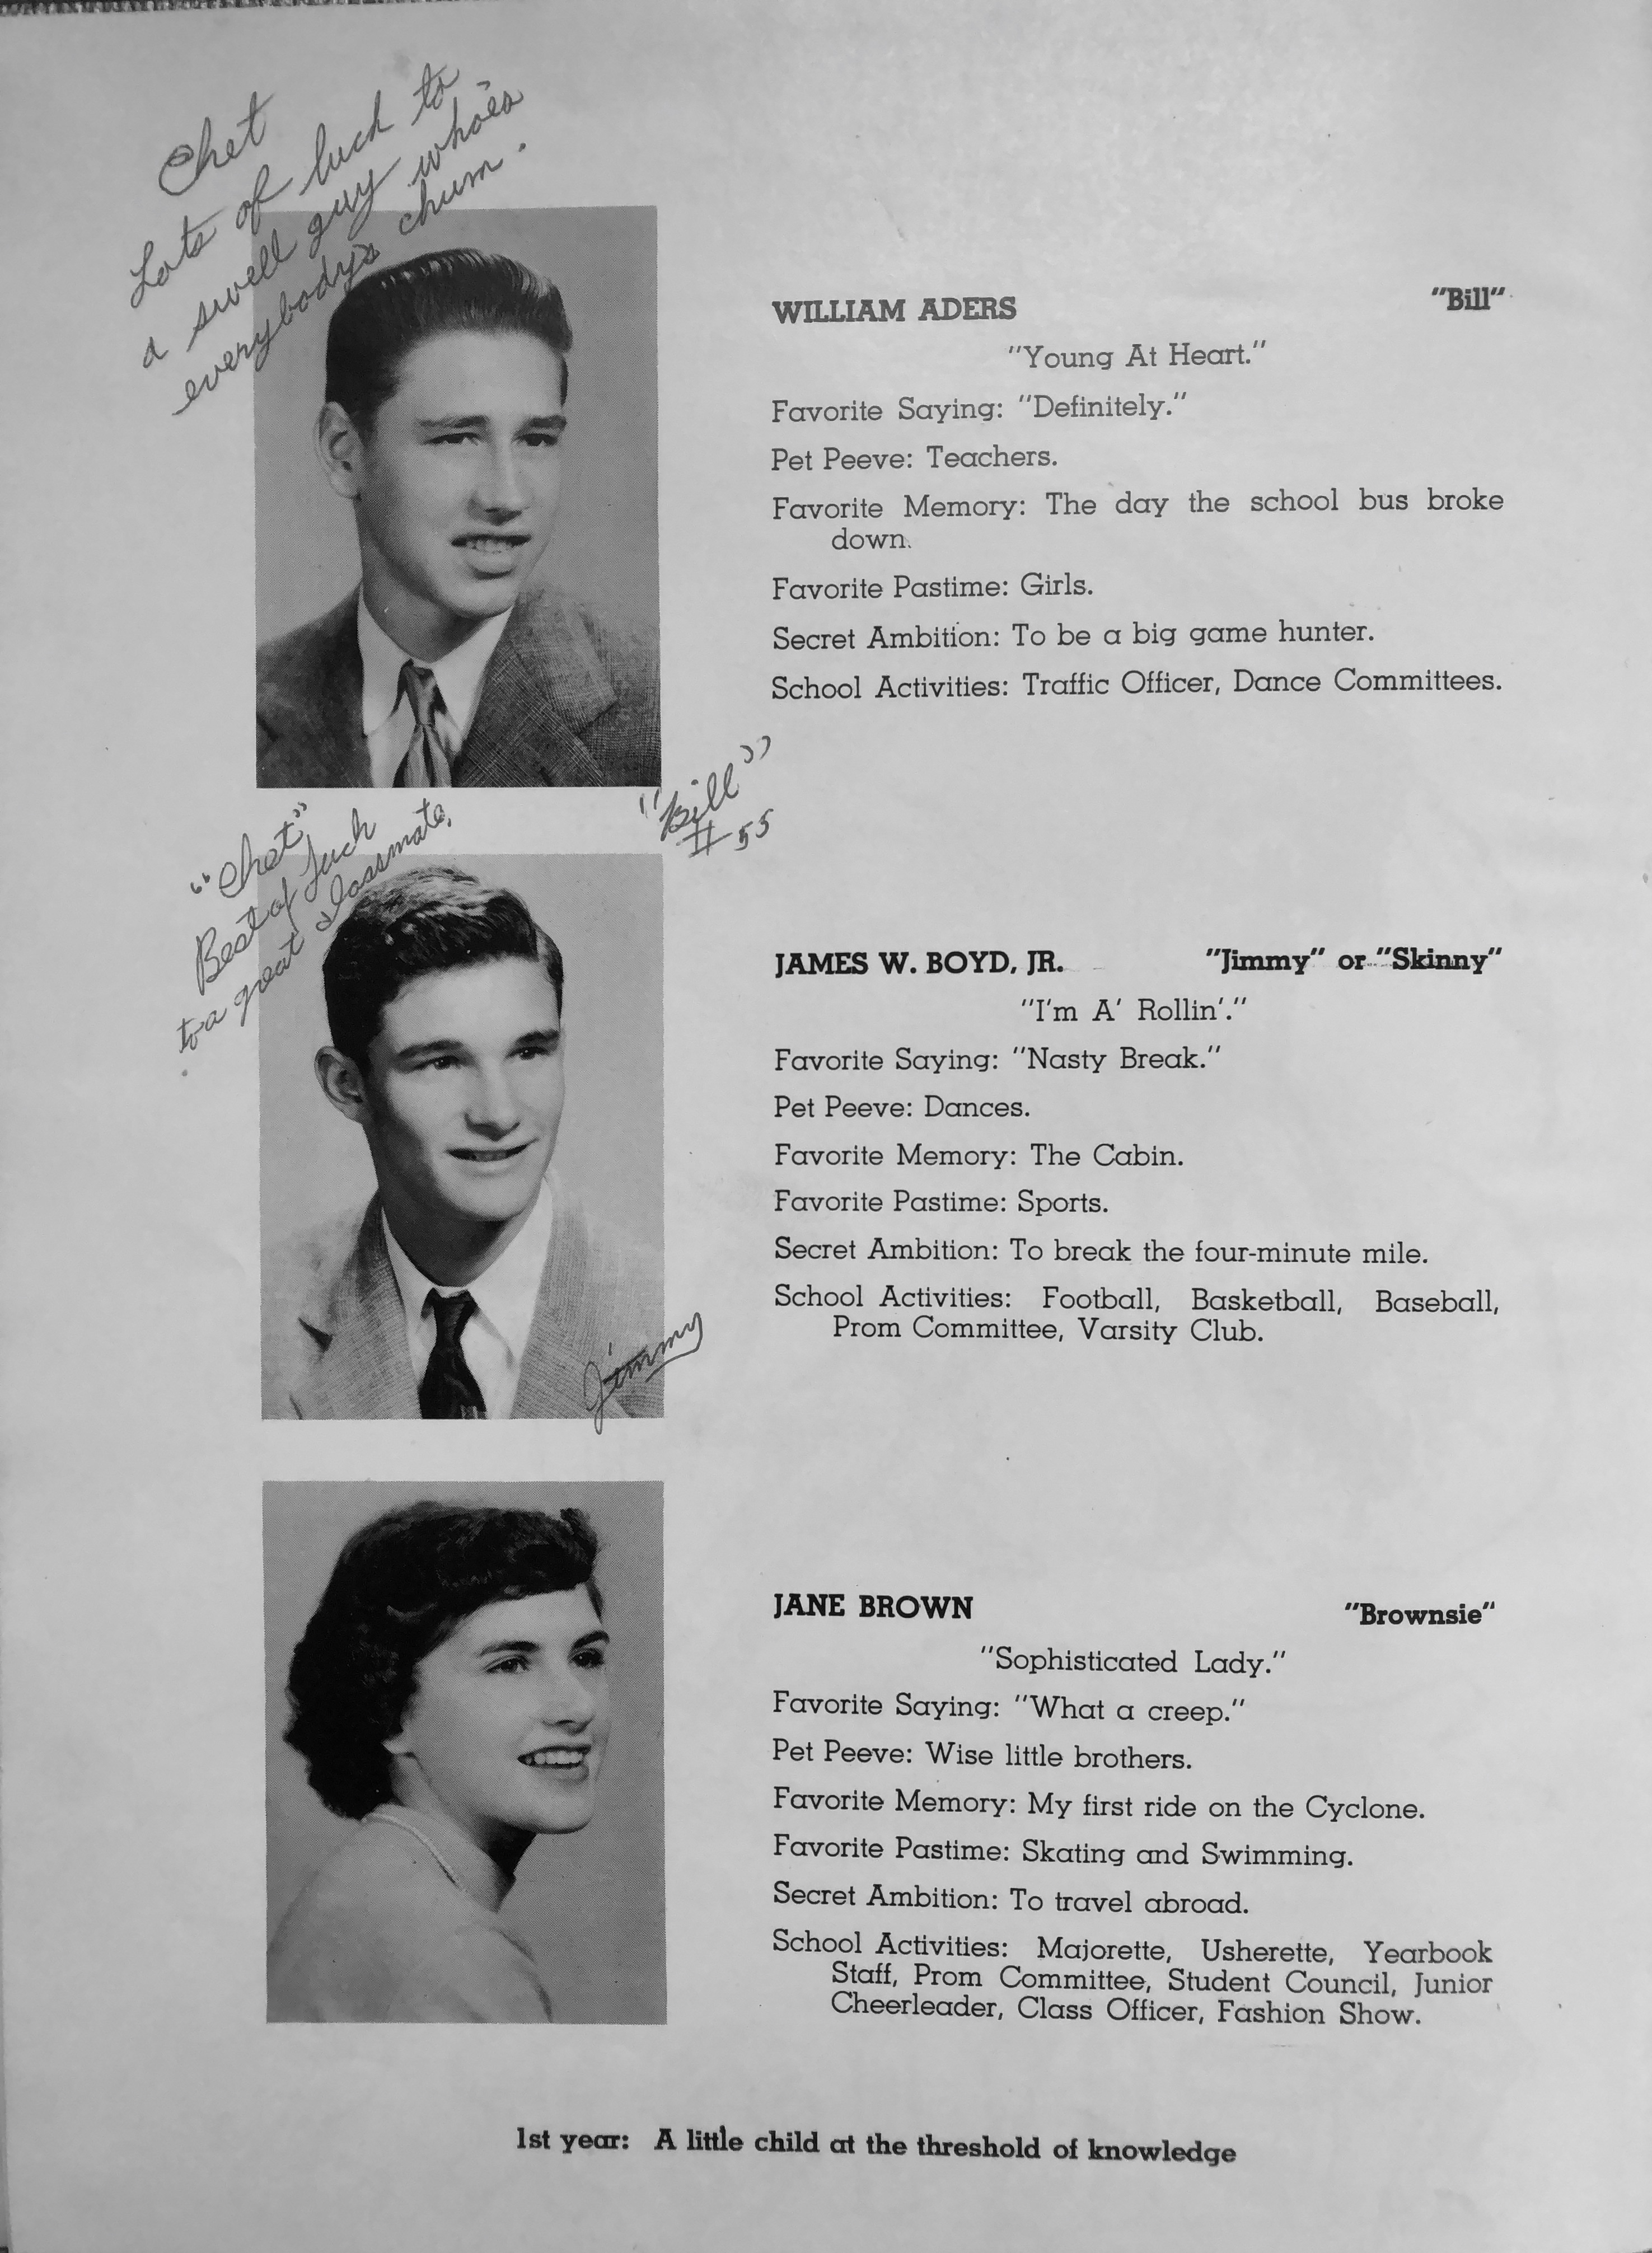 Chet
Lots of luck to
a swell guy who's
everybody's chum.
WILLIAM ADERS "Bill"
"Young At Heart."
Favorite Saying: "Definitely."
Pet Peeve: Teachers.
Favorite Memory: The day the school bus broke
down.
Favorite Pastime: Girls.
Secret Ambition: To be a big game hunter.
School Activities: Traffic Officer, Dance Committees.
"Bill"
55
"Chet"
Best of Luck
to a great classmate.
JAMES W. BOYD, JR. "Jimmy" or "Skinny"
"I'm A' Rollin'."
Favorite Saying: "Nasty Break."
Pet Peeve: Dances.
Favorite Memory: The Cabin.
Favorite Pastime: Sports.
Secret Ambition: To break the four-minute mile.
School Activities: Football, Basketball, Baseball,
Prom Committee, Varsity Club.
Jimmy
JANE BROWN "Brownsie"
"Sophisticated Lady."
Favorite Saying: "What a creep."
Pet Peeve: Wise little brothers.
Favorite Memory: My first ride on the Cyclone.
Favorite Pastime: Skating and Swimming.
Secret Ambition: To travel abroad.
School Activities: Majorette, Usherette, Yearbook
Staff, Prom Committee, Student Council, Junior
Cheerleader, Class Officer, Fashion Show.
1st year: A little child at the threshold of knowledge